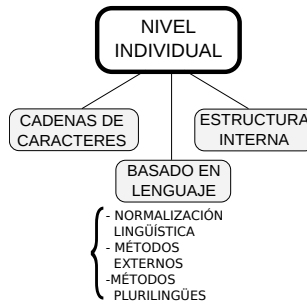 NIVEL
INDIVIDUAL
CADENAS DE
CARACTERES
ESTRUCTURA
INTERNA
BASADO EN
LENGUAJE
- NORMALIZACIÓN
LINGÜÍSTICA
- MÉTODOS
EXTERNOS
-MÉTODOS
PLURILINGÜES